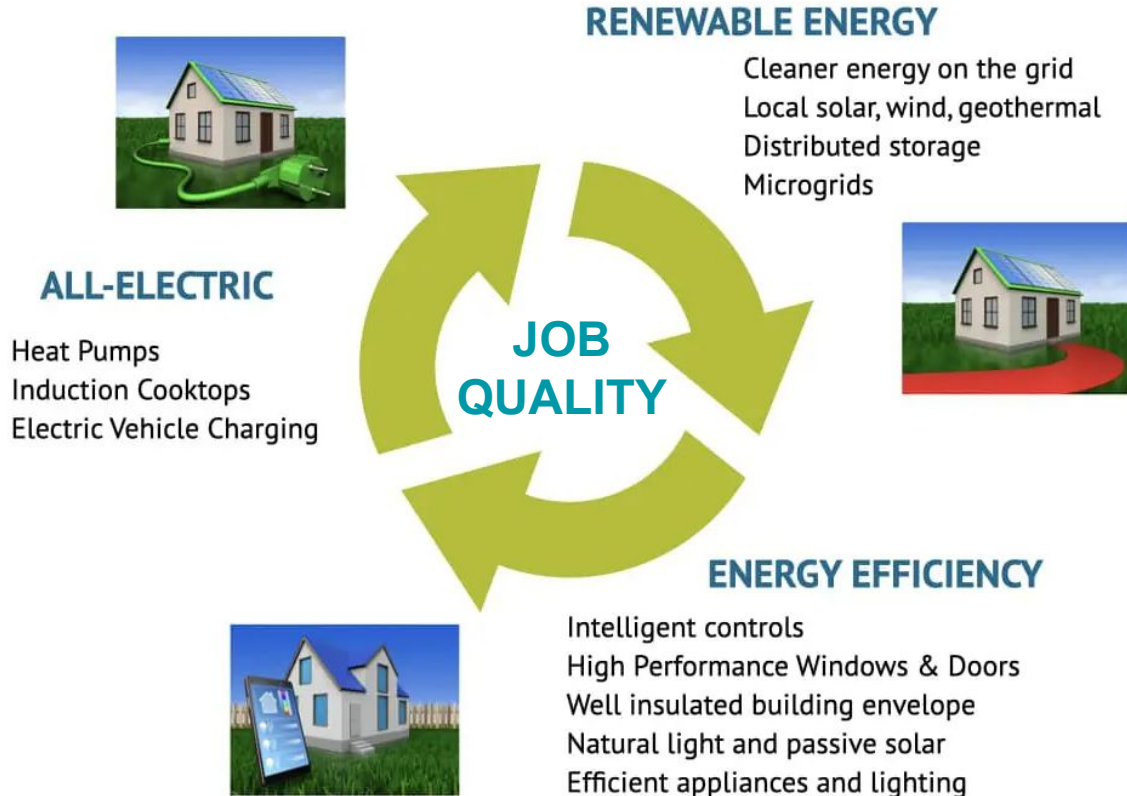 RENEWABLE ENERGY
Cleaner energy on the grid
Local solar, wind, geothermal
Distributed storage
Microgrids
ALL-ELECTRIC
Heat Pumps
Induction Cooktops
Electric Vehicle Charging
JOB
QUALITY
ENERGY EFFICIENCY
Intelligent controls
High Performance Windows & Doors
Well insulated building envelope
Natural light and passive solar
Efficient appliances and lighting